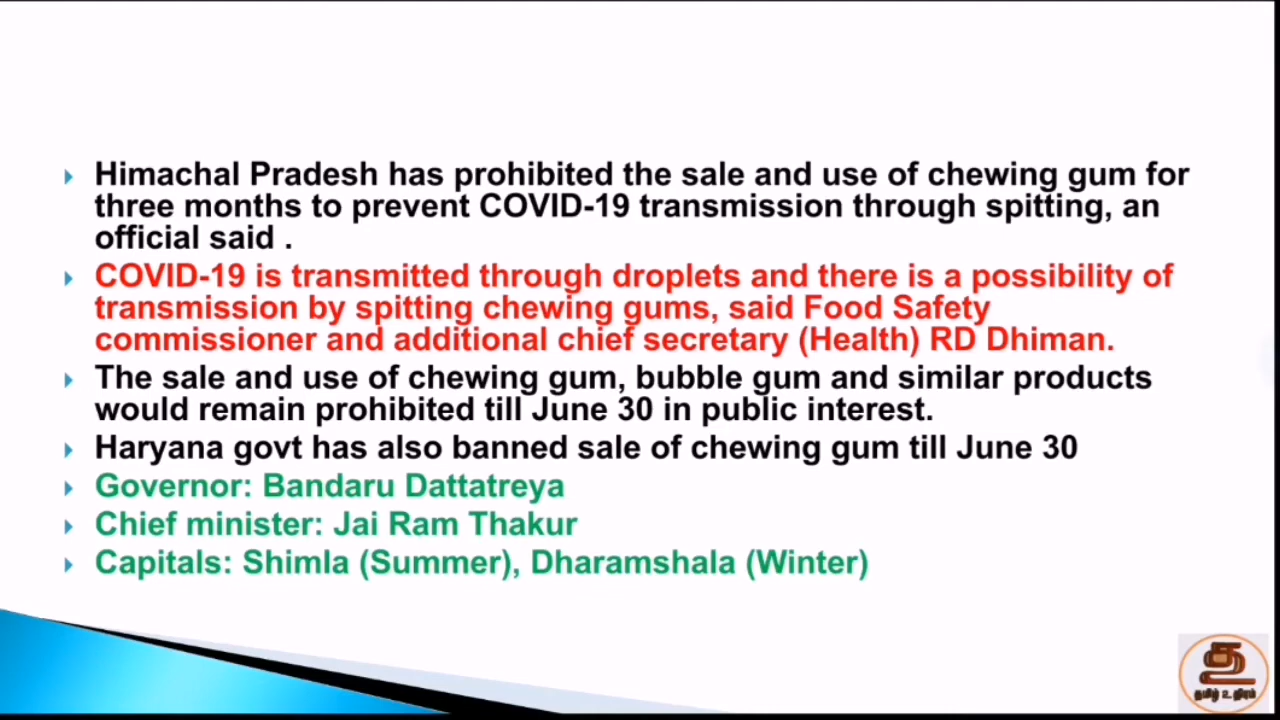 Himachal Pradesh has prohibited the sale and use of chewing gum for
three months to prevent COVID-19 transmission through spitting, an
official said .
COVID-19 is transmitted through droplets and there is a possibility of
transmission by spitting chewing gums, said Food Safety
commissioner and additional chief secretary (Health) RD Dhiman.
The sale and use of chewing gum, bubble gum and similar products
would remain prohibited till June 30 in public interest.
Haryana govt has also banned sale of chewing gum till June 30
Governor: Bandaru Dattatreya
Chief minister: Jai Ram Thakur
Capitals: Shimla (Summer), Dharamshala (Winter)
த
தமிழ் உதிரம்